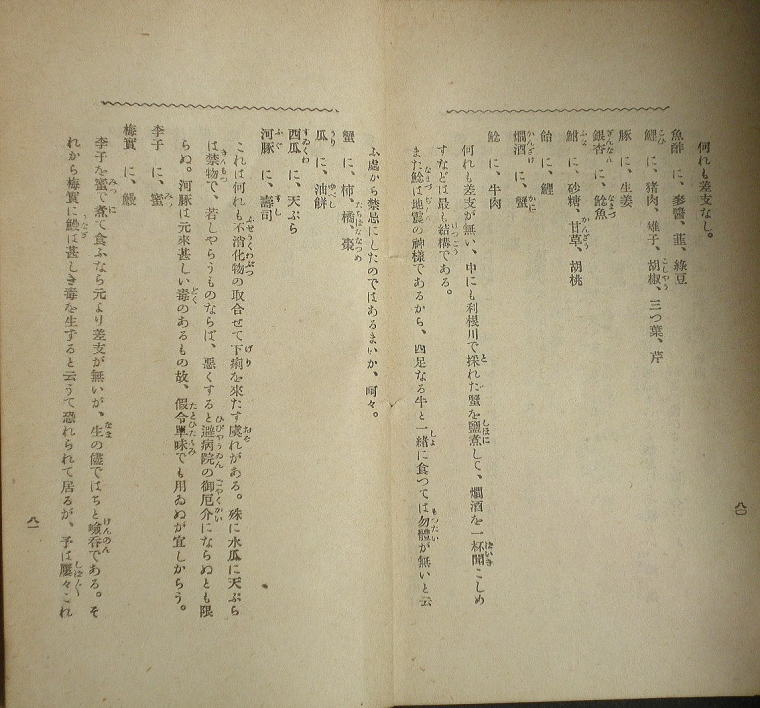 何れも差支なし。
魚酢 に、麥醬、韮、綠豆
鯉 に、猪肉、雉子、胡椒、三つ葉、芹
豚 に、生姜
銀杏 に、鯰魚
鮒 に、砂糖、甘草、胡桃
飴 に、鯉
燗酒 に、蟹
鯰 に、牛肉
何れも差支が無い、中にも利根川で採れた蟹を鹽煮して、燗酒を一杯聞こしめ
すなどは最も結構である。
また鯰は地震の神樣であるから、四足なる牛と一緒に食つては勿體が無いと云
ふ處から禁忌にしたのではあるまいか、呵々。
八〇
蟹 に、柿、橘、棗
瓜 に、油餅
西瓜 に、天ぷら
河豚 に、壽司
これは何れも不消化物の取合せて下痢を來たす虞れがある。殊に水瓜に天ぷら
は禁物で、若しやらうものならば、惡くすると避病院の御厄介にならぬとも限
らぬ。河豚は元來甚しい毒のあるもの故、假令單味でも用ゐぬが宜しからう。
李子 に、蜜
梅實 に、鰻
李子を蜜で煮て食ふなら元より差支が無いが、生の儘ではちと嶮呑である。そ
れから梅實に鰻は甚しき毒を生ずると云うて恐れられて居るが、予は屢々これ
八一